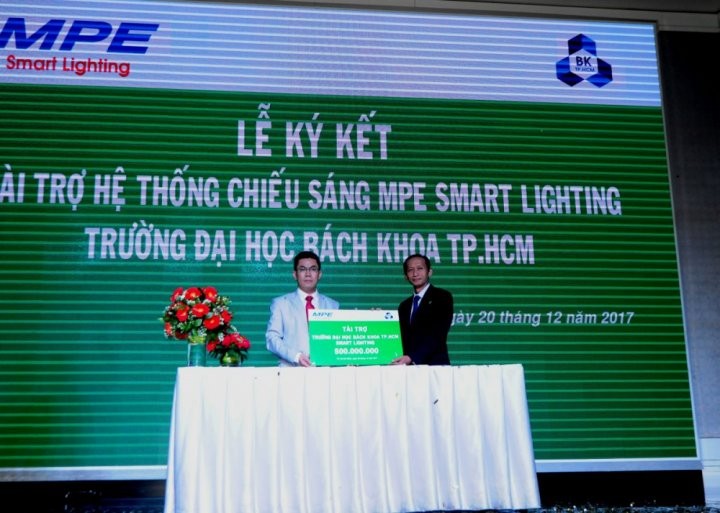 MPE
Smart Lighting
BK
TP.HCM
LỄ KÝ KẾT
ÀI TRỢ HỆ THỐNG CHIẾU SÁNG MPE SMART LIGHTING
TRƯỜNG ĐẠI HỌC BÁCH KHOA TP.HCM
gày 20 tháng 12 năm 2017
MPE
TÀI TRỢ
TRƯỜNG ĐẠI HỌC BÁCH KHOA TP.HCM
SMART LIGHTING
500.000.000